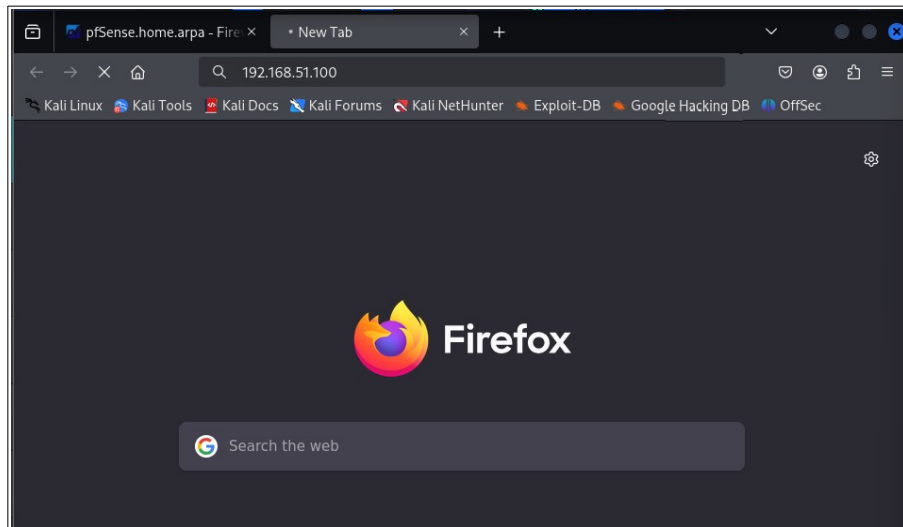 pfSense.home.arpa - Fire
New Tab
192.168.51.100
Kali Linux Kali Tools Kali Docs Kali Forums Kali NetHunter Exploit-DB Google Hacking DB OffSec
Firefox
Search the web